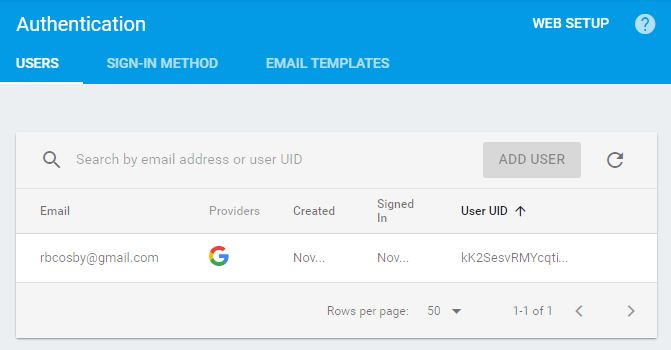 Authentication
WEB SETUP
?
USERS SIGN-IN METHOD EMAIL TEMPLATES
Search by email address or user UID
ADD USER
Email Providers Created Signed In User UID
rbcosby@gmail.com Nov... Nov... kK2SesvRMYcqti...
Rows per page: 50 1-1 of 1